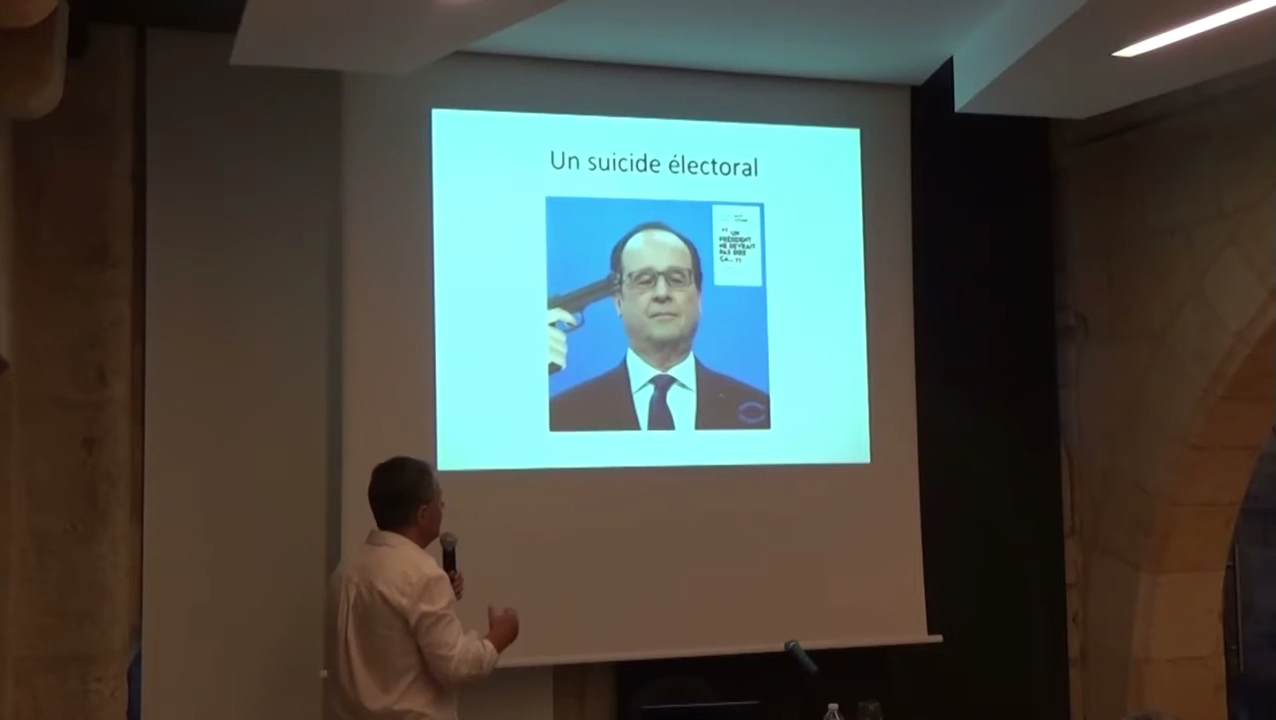 Un suicide électoral
" UN
PRÉSIDENT
NE DEVRAIT
PAS DIRE
ÇA... "